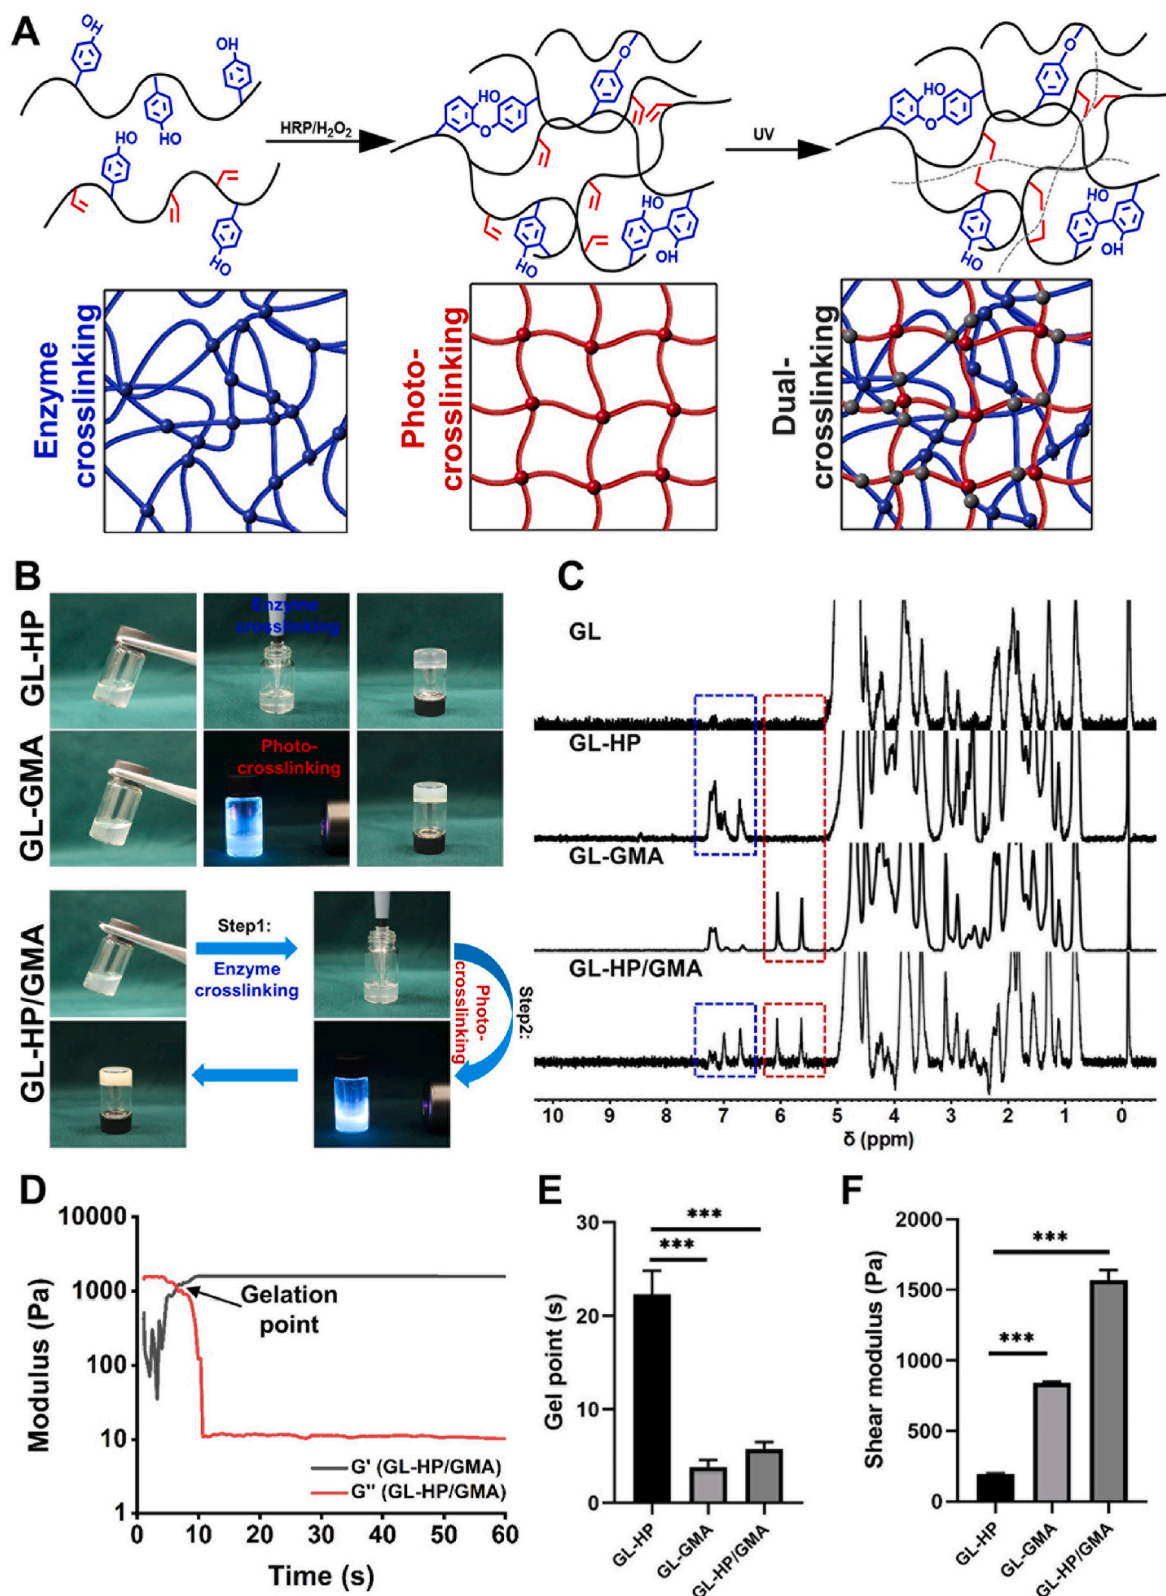 A
OH
OH
HO
HO
HO
HRP/H₂O₂
HO
O
O
HO
HO
OH
UV
HO
O
O
HO
HO
OH
Enzyme
crosslinking
Photo-
crosslinking
Dual-
crosslinking
B
GL-HP
Enzyme
crosslinking
GL-GMA
Photo-
crosslinking
GL-HP/GMA
Step1:
Enzyme
crosslinking
Step2:
Photo-
crosslinking
C
GL
GL-HP
GL-GMA
GL-HP/GMA
10 9 8 7 6 5 4 3 2 1 0
δ (ppm)
D
Modulus (Pa)
10000
1000
100
10
1
Gelation
point
G' (GL-HP/GMA)
G'' (GL-HP/GMA)
0 10 20 30 40 50 60
Time (s)
E
Gel point (s)
30
20
10
0
***
***
GL-HP
GL-GMA
GL-HP/GMA
F
Shear modulus (Pa)
2000
1500
1000
500
0
***
***
GL-HP
GL-GMA
GL-HP/GMA